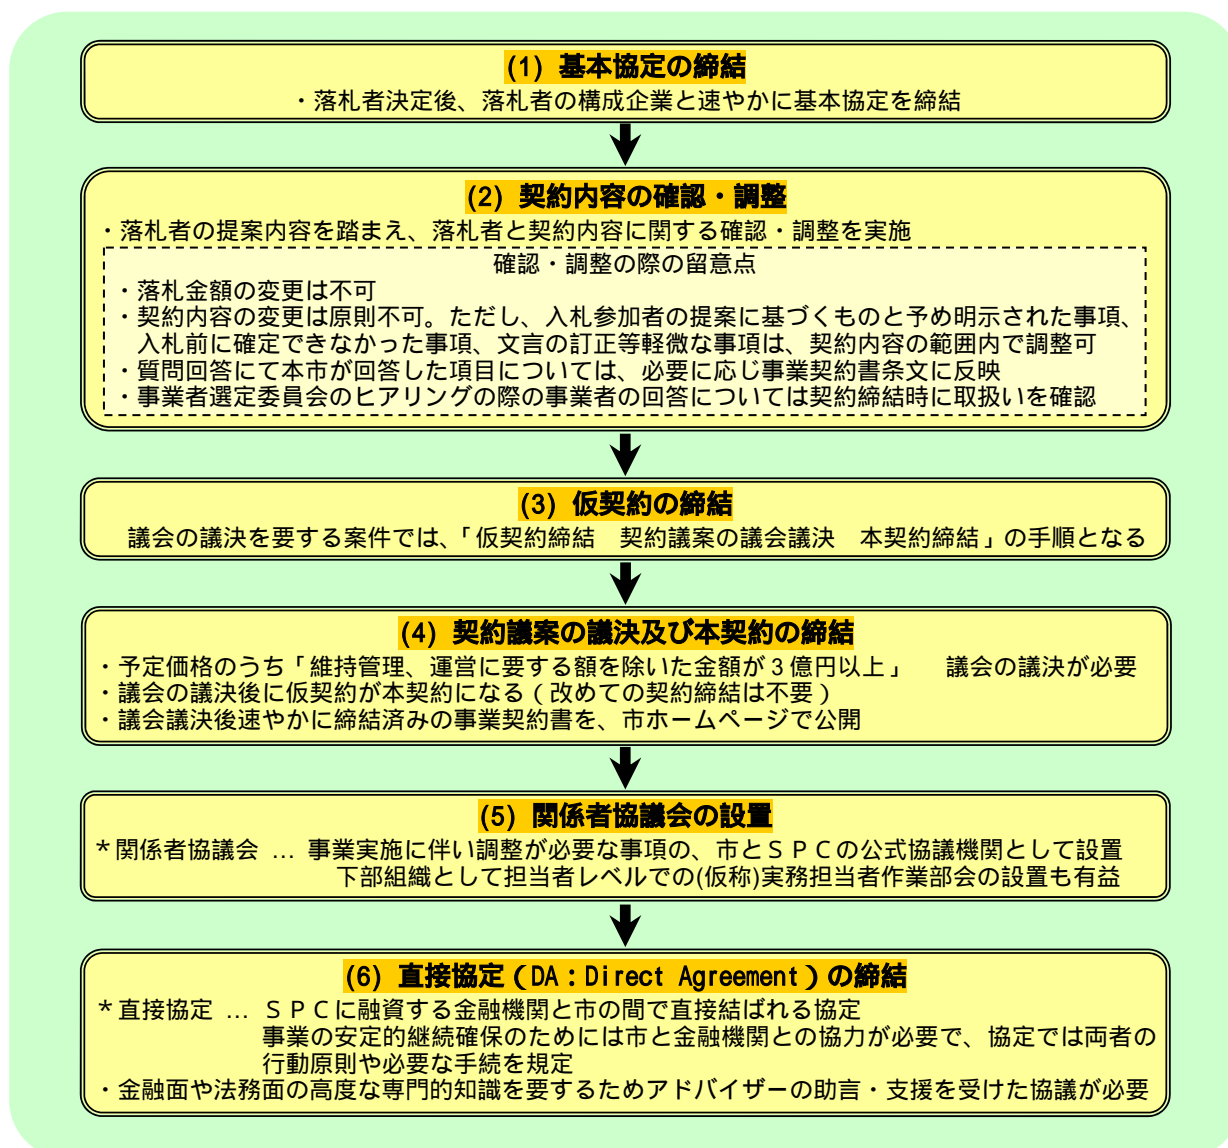 (1) 基本協定の締結
・落札者決定後、落札者の構成企業と速やかに基本協定を締結
(2) 契約内容の確認・調整
・落札者の提案内容を踏まえ、落札者と契約内容に関する確認・調整を実施
確認・調整の際の留意点
・落札金額の変更は不可
・契約内容の変更は原則不可。ただし、入札参加者の提案に基づくものと予め明示された事項、
入札前に確定できなかった事項、文言の訂正等軽微な事項は、契約内容の範囲内で調整可
・質問回答にて本市が回答した項目については、必要に応じ事業契約書条文に反映
・事業者選定委員会のヒアリングの際の事業者の回答については契約締結時に取扱いを確認
(3) 仮契約の締結
議会の議決を要する案件では、「仮契約締結　契約議案の議会議決　本契約締結」の手順となる
(4) 契約議案の議決及び本契約の締結
・予定価格のうち「維持管理、運営に要する額を除いた金額が３億円以上」　議会の議決が必要
・議会の議決後に仮契約が本契約になる（改めての契約締結は不要）
・議会議決後速やかに締結済みの事業契約書を、市ホームページで公開
(5) 関係者協議会の設置
*関係者協議会 … 事業実施に伴い調整が必要な事項の、市とＳＰＣの公式協議機関として設置
下部組織として担当者レベルでの(仮称)実務担当者作業部会の設置も有益
(6) 直接協定（DA：Direct Agreement）の締結
*直接協定 … ＳＰＣに融資する金融機関と市の間で直接結ばれる協定
事業の安定的継続確保のためには市と金融機関との協力が必要で、協定では両者の
行動原則や必要な手続を規定
・金融面や法務面の高度な専門的知識を要するためアドバイザーの助言・支援を受けた協議が必要